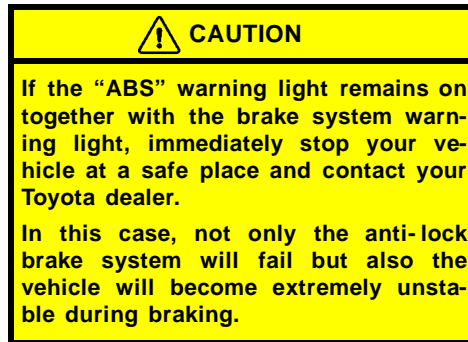 CAUTION
If the “ABS” warning light remains on
together with the brake system warn-
ing light, immediately stop your ve-
hicle at a safe place and contact your
Toyota dealer.
In this case, not only the anti-lock
brake system will fail but also the
vehicle will become extremely unsta-
ble during braking.